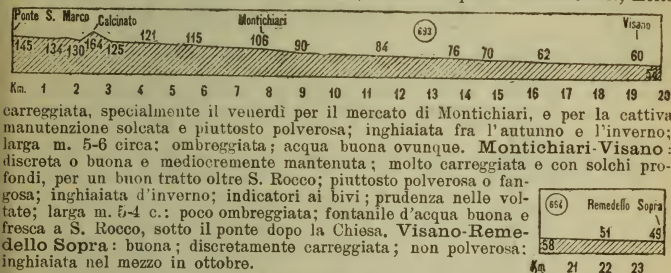 Ponte S. Marco Calcinato Montichiari 693 Visano
145 134 130 164 125 121 115 106 90 84 76 70 62 60 52
Km. 1 2 3 4 5 6 7 8 9 10 11 12 13 14 15 16 17 18 19 20
carreggiata, specialmente il venerdì per il mercato di Montichiari, e per la cattiva
manutenzione solcata e piuttosto polverosa; inghiaiata fra l'autunno e l'inverno;
larga m. 5-6 circa; ombreggiata; acqua buona ovunque. Montichiari-Visano:
discreta o buona e mediocremente mantenuta; molto carreggiata e con solchi pro-
fondi, per un buon tratto oltre S. Rocco; piuttosto polverosa o fan-
gosa; inghiaiata d'inverno; indicatori ai bivi; prudenza nelle vol-
tate; larga m. 5-4 c.: poco ombreggiata; fontanile d'acqua buona e
fresca a S. Rocco, sotto il ponte dopo la Chiesa. Visano-Reme-
dello Sopra: buona; discretamente carreggiata; non polverosa:
inghiaiata nel mezzo in ottobre.
694 Remedello Sopra
58 51 49
Km 21 22 23